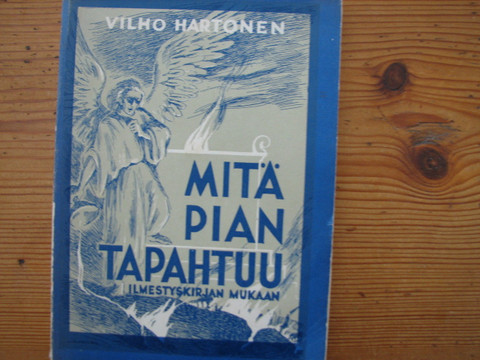 VILHO HARTONEN
MITÄ
PIAN
TAPAHTUU
ILMESTYSKIRJAN MUKAAN